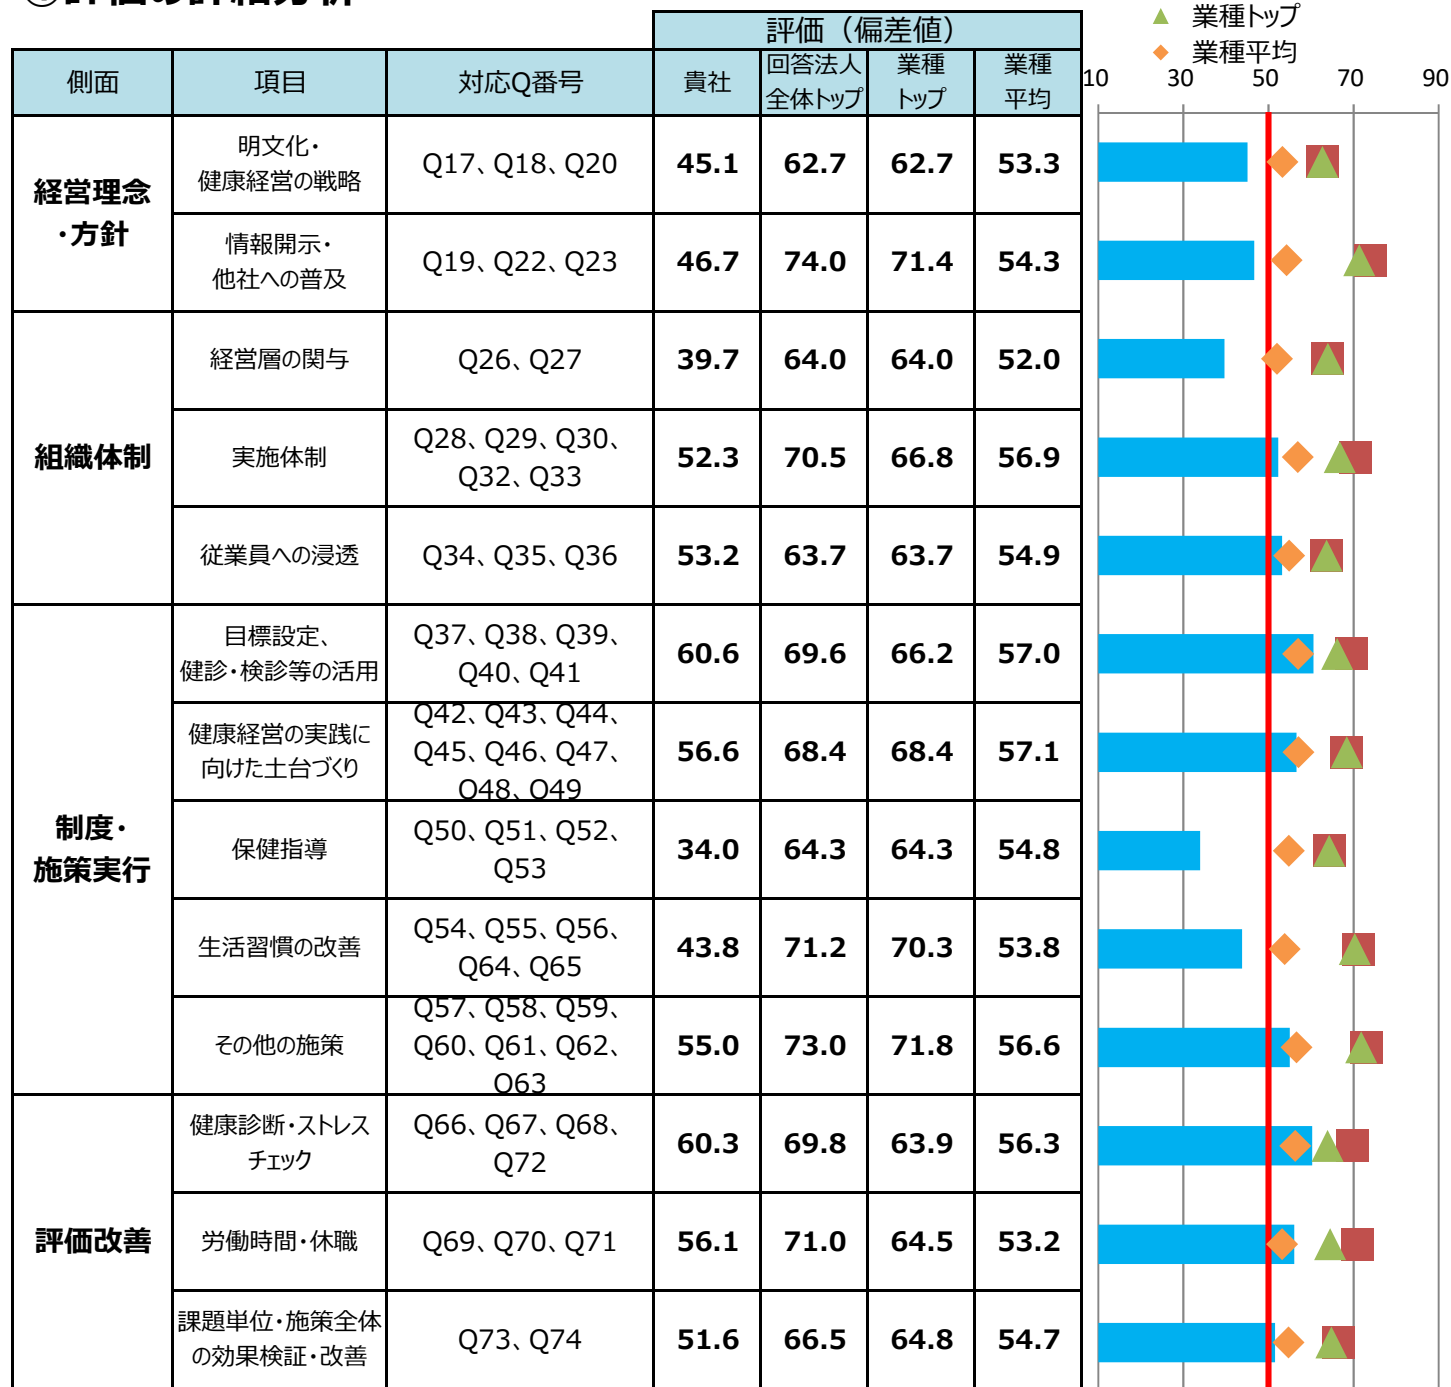 評価（偏差値）
▲ 業種トップ
◆ 業種平均
側面 項目 対応Q番号 貴社 回答法人全体トップ 業種トップ 業種平均
10 30 50 70 90
経営理念・方針
明文化・健康経営の戦略 Q17、Q18、Q20 45.1 62.7 62.7 53.3
情報開示・他社への普及 Q19、Q22、Q23 46.7 74.0 71.4 54.3
組織体制
経営層の関与 Q26、Q27 39.7 64.0 64.0 52.0
実施体制 Q28、Q29、Q30、Q32、Q33 52.3 70.5 66.8 56.9
従業員への浸透 Q34、Q35、Q36 53.2 63.7 63.7 54.9
制度・施策実行
目標設定、健診・検診等の活用 Q37、Q38、Q39、Q40、Q41 60.6 69.6 66.2 57.0
健康経営の実践に向けた土台づくり Q42、Q43、Q44、Q45、Q46、Q47、Q48、Q49 56.6 68.4 68.4 57.1
保健指導 Q50、Q51、Q52、Q53 34.0 64.3 64.3 54.8
生活習慣の改善 Q54、Q55、Q56、Q64、Q65 43.8 71.2 70.3 53.8
その他の施策 Q57、Q58、Q59、Q60、Q61、Q62、Q63 55.0 73.0 71.8 56.6
評価改善
健康診断・ストレスチェック Q66、Q67、Q68、Q72 60.3 69.8 63.9 56.3
労働時間・休職 Q69、Q70、Q71 56.1 71.0 64.5 53.2
課題単位・施策全体の効果検証・改善 Q73、Q74 51.6 66.5 64.8 54.7